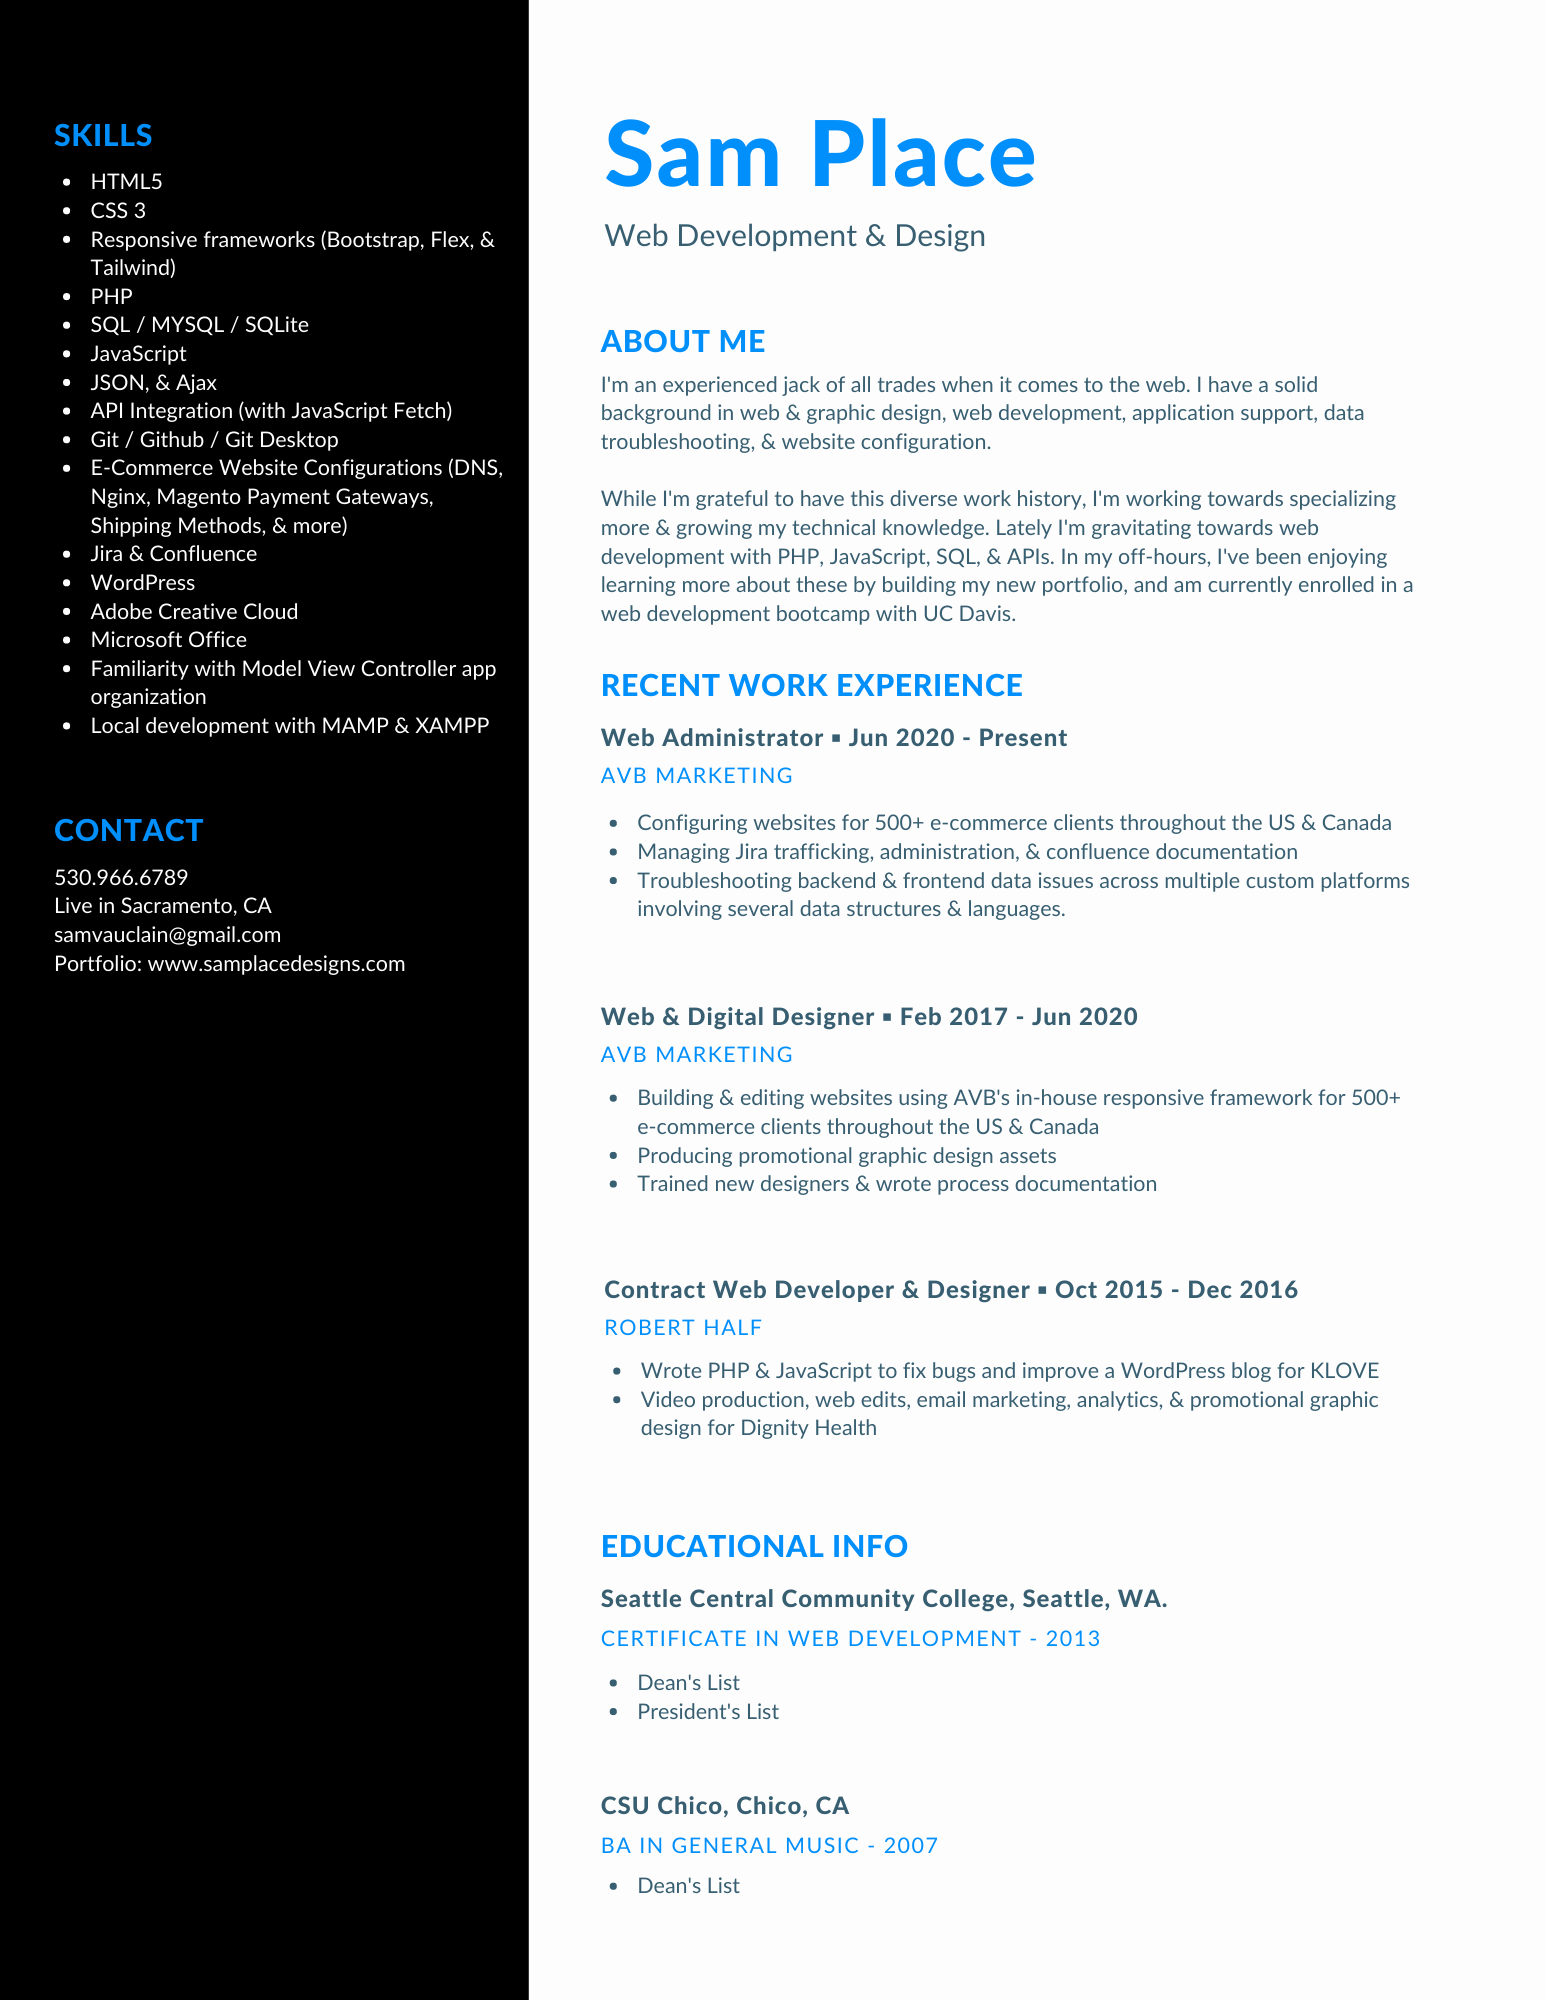 SKILLS
• HTML5
• CSS 3
• Responsive frameworks (Bootstrap, Flex, &
Tailwind)
• PHP
• SQL / MYSQL / SQLite
• JavaScript
• JSON, & Ajax
• API Integration (with JavaScript Fetch)
• Git / Github / Git Desktop
• E-Commerce Website Configurations (DNS,
Nginx, Magento Payment Gateways,
Shipping Methods, & more)
• Jira & Confluence
• WordPress
• Adobe Creative Cloud
• Microsoft Office
• Familiarity with Model View Controller app
organization
• Local development with MAMP & XAMPP
CONTACT
530.966.6789
Live in Sacramento, CA
samvauclain@gmail.com
Portfolio: www.samplacedesigns.com
Sam Place
Web Development & Design
ABOUT ME
I'm an experienced jack of all trades when it comes to the web. I have a solid
background in web & graphic design, web development, application support, data
troubleshooting, & website configuration.
While I'm grateful to have this diverse work history, I'm working towards specializing
more & growing my technical knowledge. Lately I'm gravitating towards web
development with PHP, JavaScript, SQL, & APIs. In my off-hours, I've been enjoying
learning more about these by building my new portfolio, and am currently enrolled in a
web development bootcamp with UC Davis.
RECENT WORK EXPERIENCE
Web Administrator ▪ Jun 2020 - Present
AVB MARKETING
• Configuring websites for 500+ e-commerce clients throughout the US & Canada
• Managing Jira trafficking, administration, & confluence documentation
• Troubleshooting backend & frontend data issues across multiple custom platforms
involving several data structures & languages.
Web & Digital Designer ▪ Feb 2017 - Jun 2020
AVB MARKETING
• Building & editing websites using AVB's in-house responsive framework for 500+
e-commerce clients throughout the US & Canada
• Producing promotional graphic design assets
• Trained new designers & wrote process documentation
Contract Web Developer & Designer ▪ Oct 2015 - Dec 2016
ROBERT HALF
• Wrote PHP & JavaScript to fix bugs and improve a WordPress blog for KLOVE
• Video production, web edits, email marketing, analytics, & promotional graphic
design for Dignity Health
EDUCATIONAL INFO
Seattle Central Community College, Seattle, WA.
CERTIFICATE IN WEB DEVELOPMENT - 2013
• Dean's List
• President's List
CSU Chico, Chico, CA
BA IN GENERAL MUSIC - 2007
• Dean's List